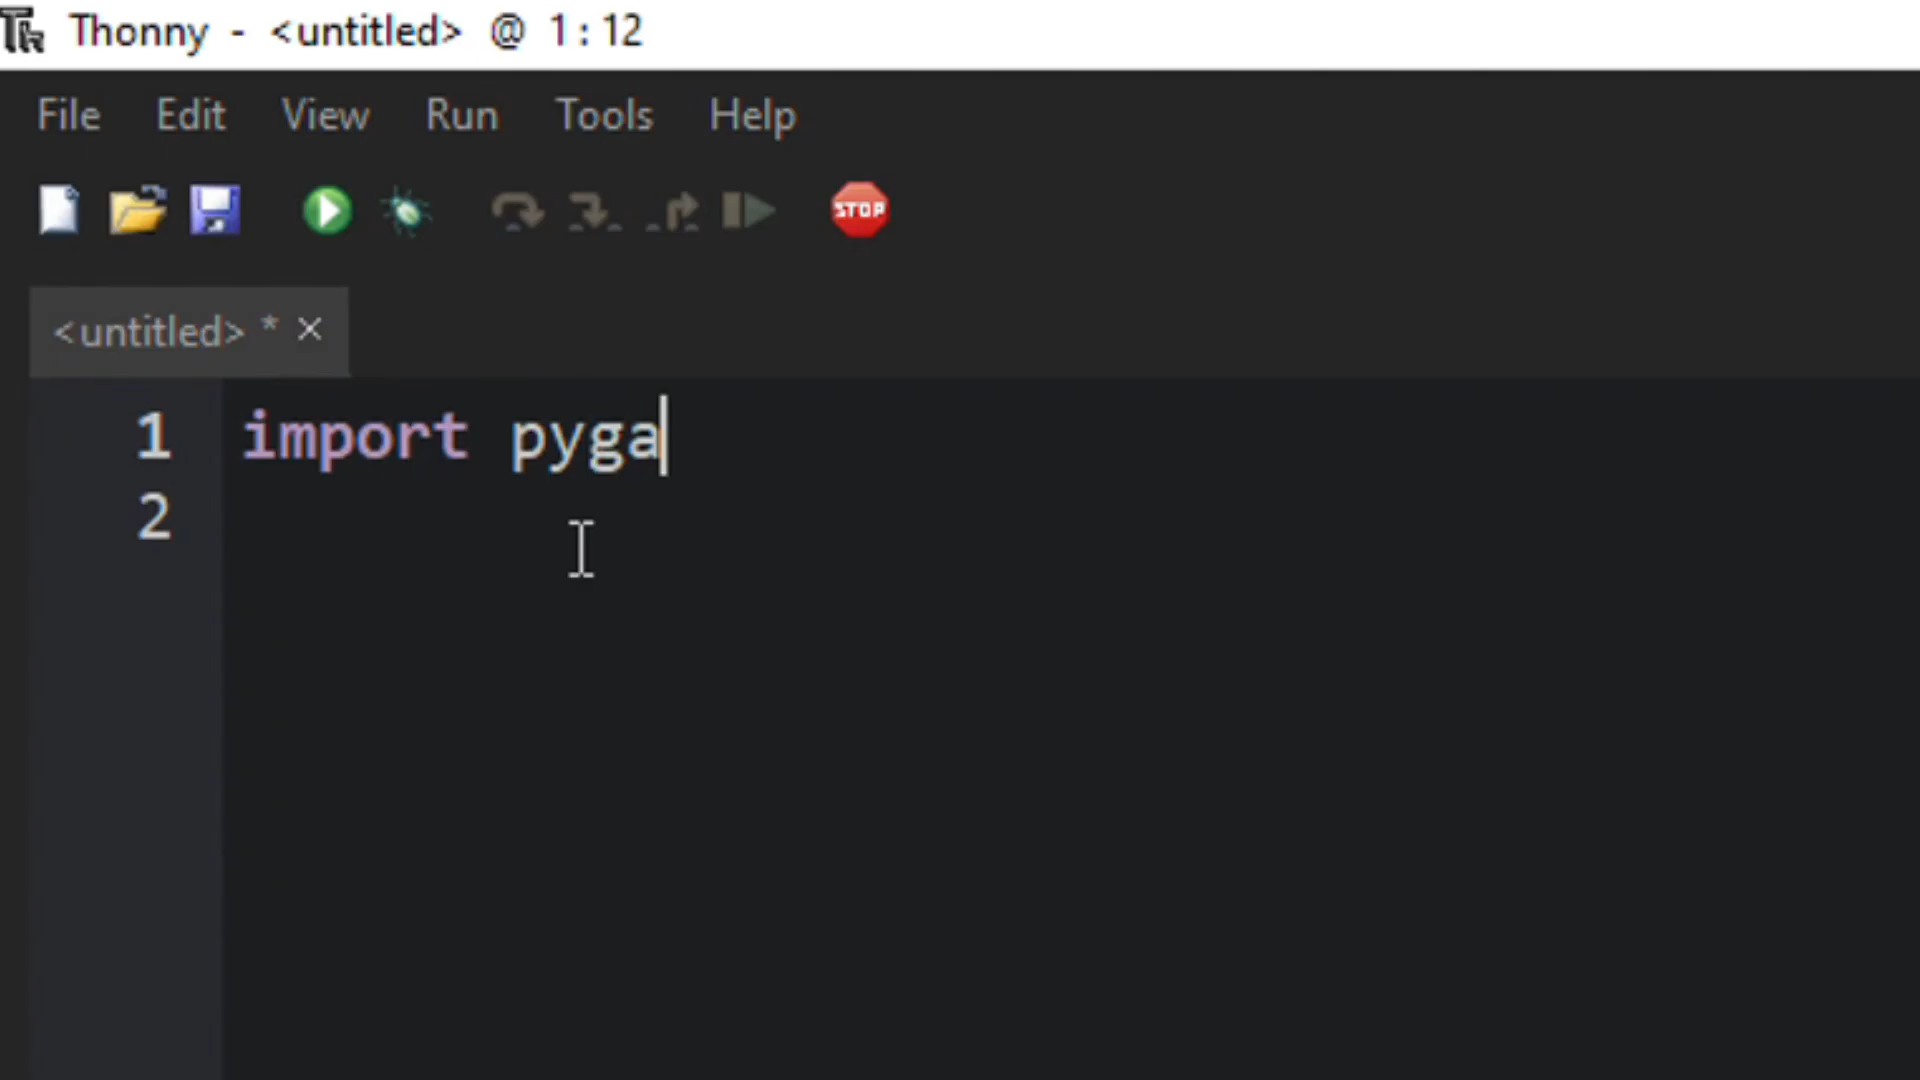 Thonny - <untitled> @ 1:12
File Edit View Run Tools Help
STOP
<untitled> * ×
1 import pyga
2